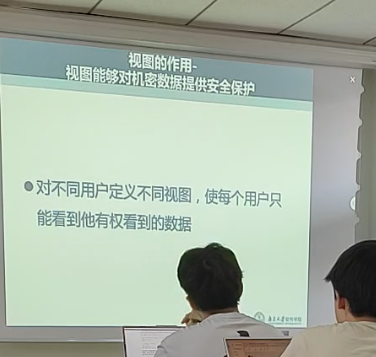 视图的作用-
视图能够对机密数据提供安全保护
对不同用户定义不同视图，使每个用户只
能看到他有权看到的数据